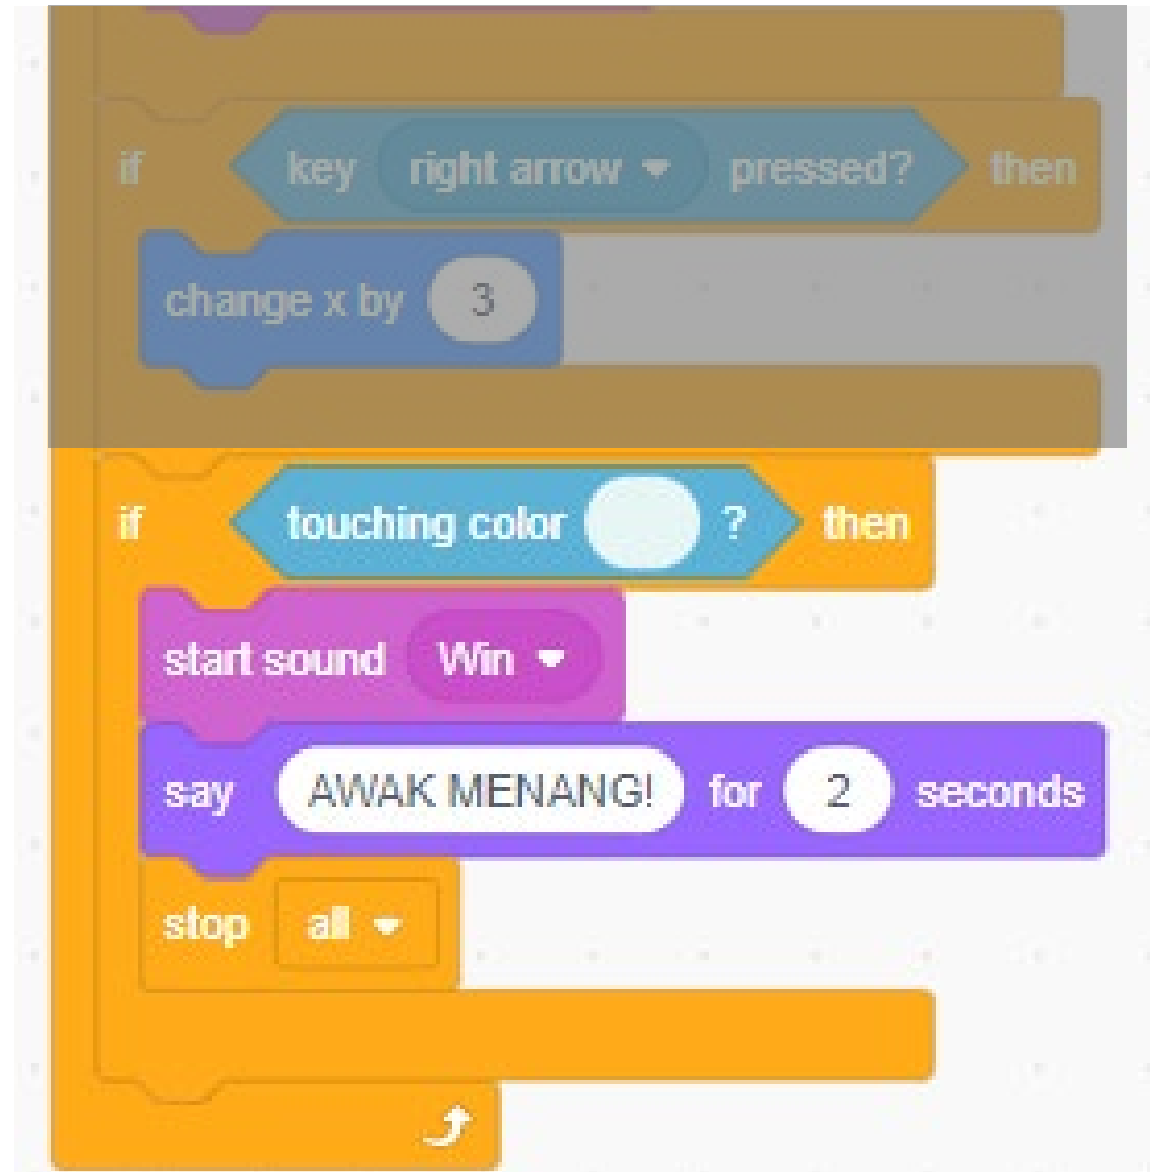 if key right arrow pressed? then
change x by 3
if touching color ? then
start sound Win
say AWAK MENANG! for 2 seconds
stop all